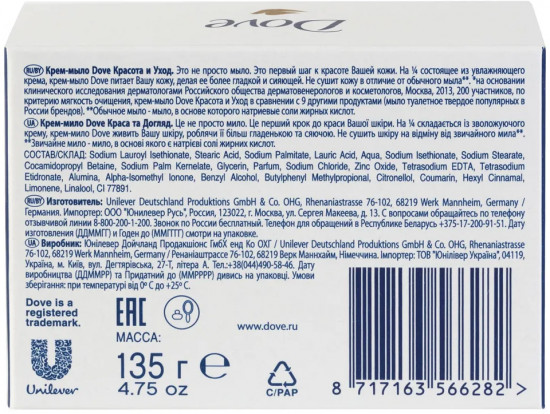 Dove
RU/BY Крем-мыло Dove Красота и Уход. Это не просто мыло. Это первый шаг к красоте Вашей кожи. На ¼ состоящее из увлажняющего
крема, крем-мыло Dove питает Вашу кожу, делая ее более гладкой и сияющей. Не сушит кожу в отличие от обычного мыла**. *на основании
клинического исследования дерматологами Российского общества дерматовенерологов и косметологов, Москва, 2013, 200 участников, по
критерию мягкость очищения, крем-мыло Dove Красота и Уход в сравнении с 9 другими продуктами (мыло туалетное твердое популярных в
России брендов). **Обычное мыло - мыло, в основе которого натриевые соли жирных кислот.
UA Крем-мило Dove Краса та Догляд. Це не просто мило. Це перший крок до краси Вашої шкіри. На ¼ складається із зволожуючого
крему, крем-мило Dove живить Вашу шкіру, роблячи її більш гладенькою та сяючою. Не сушить шкіру на відміну від звичайного мила**.
**Звичайне мило - мило, в основі якого є натрієві солі жирних кислот.
СОСТАВ/СКЛАД: Sodium Lauroyl Isethionate, Stearic Acid, Sodium Palmitate, Lauric Acid, Aqua, Sodium Isethionate, Sodium Stearate,
Cocamidopropyl Betaine, Sodium Palm Kernelate, Glycerin, Parfum, Sodium Chloride, Zinc Oxide, Tetrasodium EDTA, Tetrasodium
Etidronate, Alumina, Alpha-Isomethyl Ionone, Benzyl Alcohol, Butylphenyl Methylpropional, Citronellol, Coumarin, Hexyl Cinnamal,
Limonene, Linalool, CI 77891.
RU/BY Изготовитель: Unilever Deutschland Produktions GmbH & Co. OHG, Rhenaniastrasse 76-102, 68219 Werk Mannheim, Germany /
Германия. Импортер: ООО "Юнилевер Русь", Россия, 123022, г. Москва, ул. Сергея Макеева, д. 13. С вопросами обращайтесь по телефону
отзывчивой линии 8-800-200-1-200. Звонок по России бесплатный. Телефон для обращений в Республике Беларусь +375-17-200-91-51. Дату
изготовления (ДДММГГ) и Годен до (ММГГГГ) смотри на упаковке.
UA Виробник: Юнілевер Дойчланд Продакшіонс ГмбХ енд Ко ОХГ / Unilever Deutschland Produktions GmbH & Co. OHG, Rhenaniastrasse
76-102, 68219 Werk Mannheim, Germany / Ренаніаштрассе 76-102, 68219 Верк Маннхайм, Німеччина. Імпортер: ТОВ "Юнілівер Україна", 04119,
Україна, м. Київ, вул. Дегтярівська, 27-Т, літера А. Тел.:+38(044)490-58-46. Дату
виробництва (ДДММРР) та Придатний до (ММРРРР) дивись на упаковці. Умови
зберігання: при температурі від 0° С до +25° С.
Dove is a
registered
trademark.
Unilever
EAC
МАССА:
135 г ℮
4.75 oz
www.dove.ru
C/PAP
8 717163 566282 >